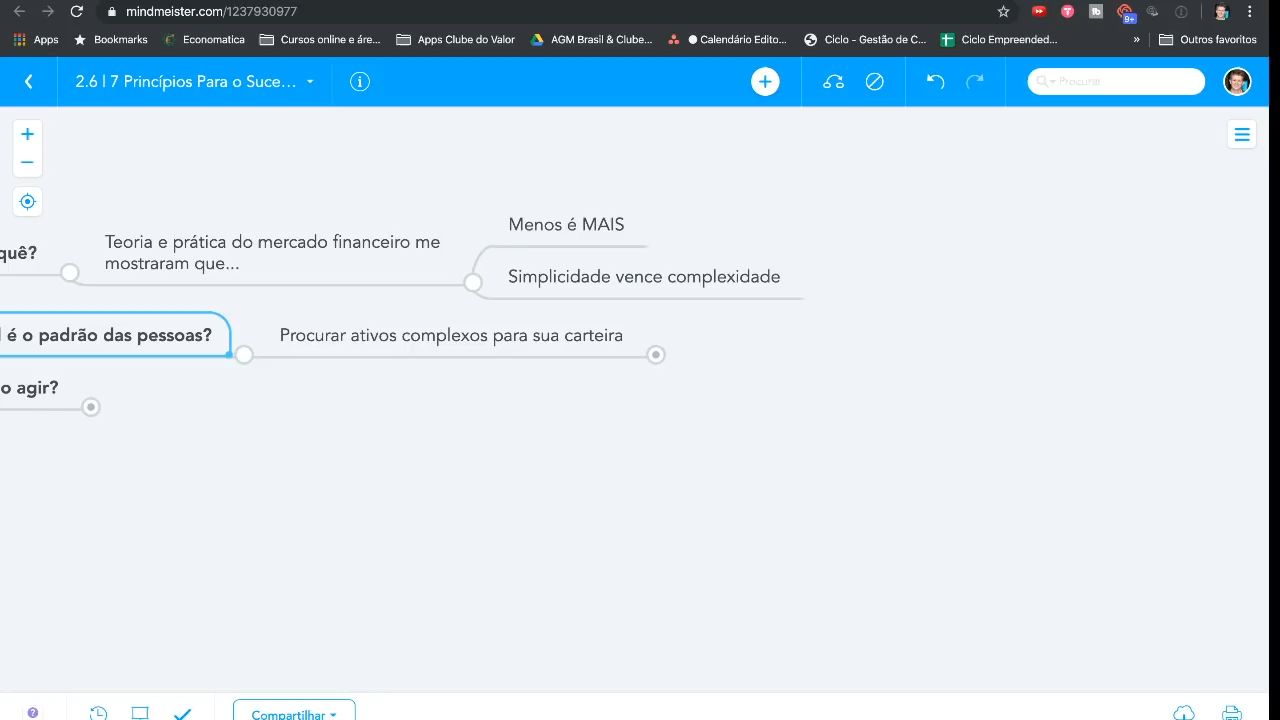 mindmeister.com/1237930977
9+
Apps
Bookmarks
Economatica
Cursos online e áre...
Apps Clube do Valor
AGM Brasil & Clube...
Calendário Edito...
Ciclo - Gestão de C...
Ciclo Empreended...
»
Outros favoritos
2.6 | 7 Princípios Para o Suce...
Procurar
Menos é MAIS
quê?
Teoria e prática do mercado financeiro me
mostraram que...
Simplicidade vence complexidade
é o padrão das pessoas?
Procurar ativos complexos para sua carteira
o agir?
Compartilhar